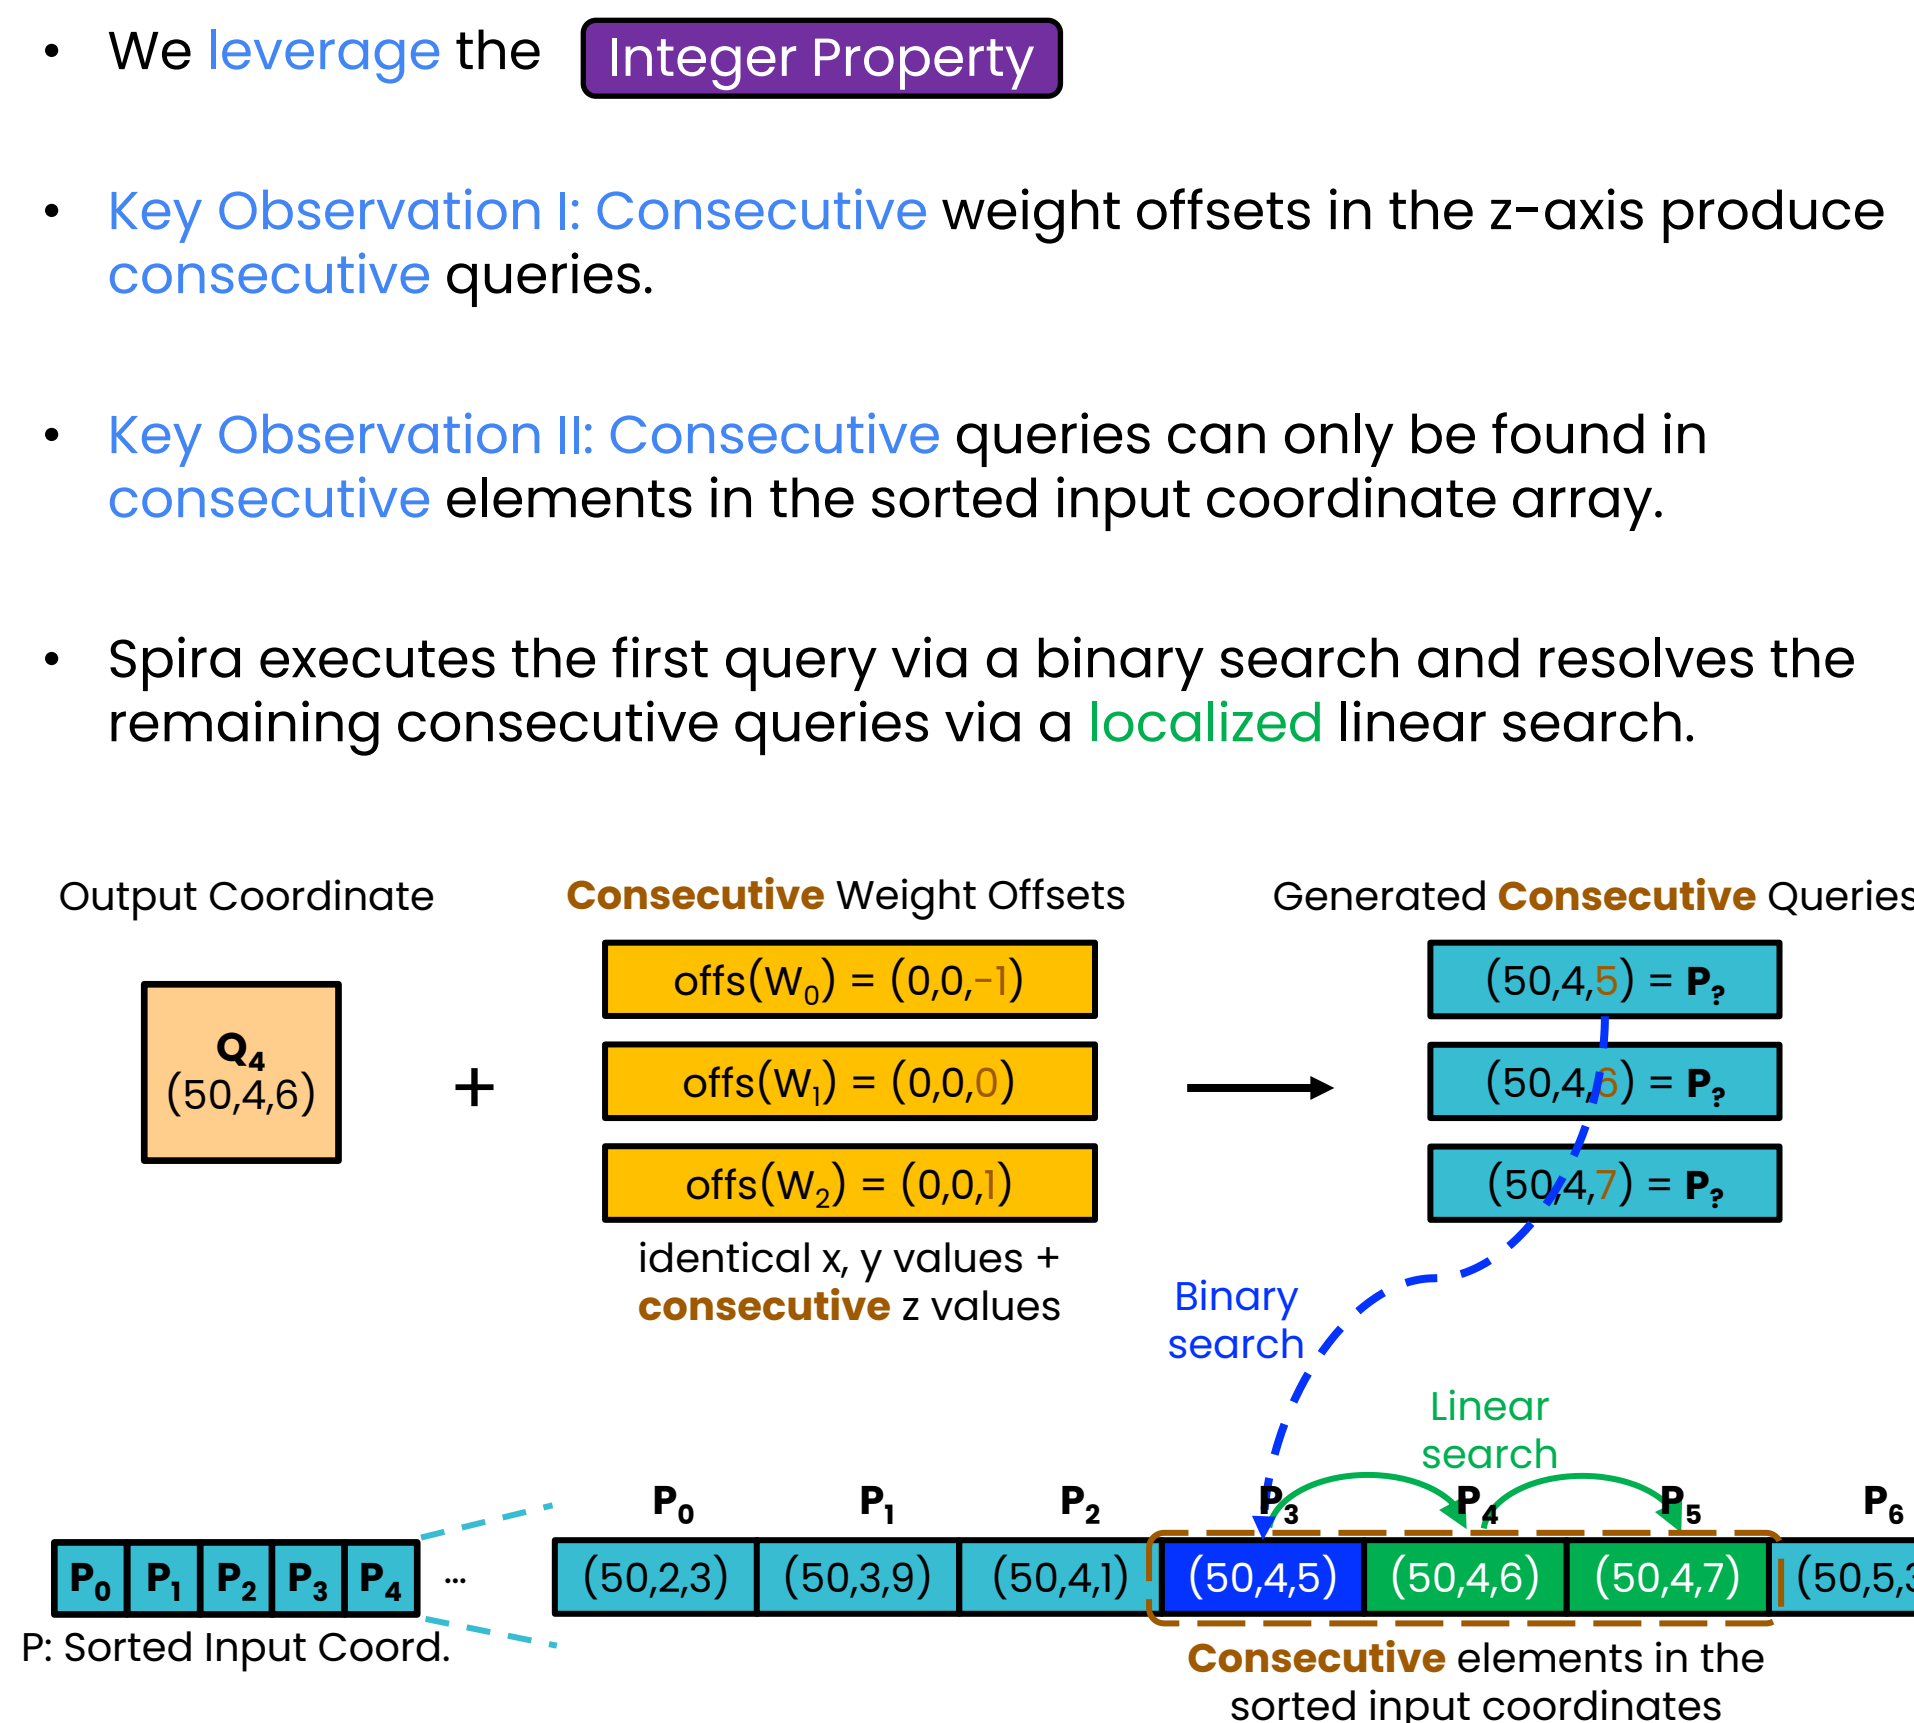 • We leverage the Integer Property
• Key Observation I: Consecutive weight offsets in the z-axis produce
consecutive queries.
• Key Observation II: Consecutive queries can only be found in
consecutive elements in the sorted input coordinate array.
• Spira executes the first query via a binary search and resolves the
remaining consecutive queries via a localized linear search.
Output Coordinate
Consecutive Weight Offsets
Generated Consecutive Queries
Q₄
(50,4,6)
+
offs(W₀) = (0,0,-1)
offs(W₁) = (0,0,0)
offs(W₂) = (0,0,1)
identical x, y values +
consecutive z values
(50,4,5) = P?
(50,4,6) = P?
(50,4,7) = P?
Binary
search
Linear
search
P₀ P₁ P₂ P₃ P₄ P₅ P₆
P₀ P₁ P₂ P₃ P₄ ...
(50,2,3) (50,3,9) (50,4,1) (50,4,5) (50,4,6) (50,4,7) (50,5,3
P: Sorted Input Coord.
Consecutive elements in the
sorted input coordinates